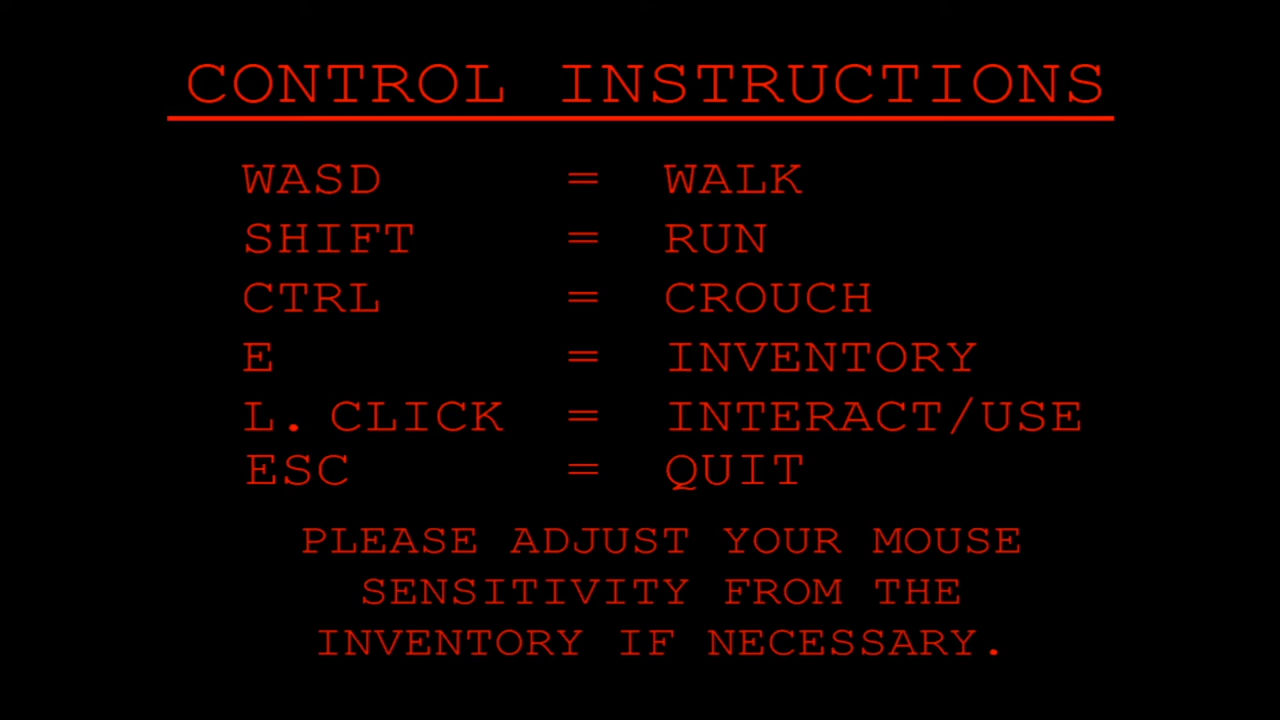 CONTROL INSTRUCTIONS
WASD = WALK
SHIFT = RUN
CTRL = CROUCH
E = INVENTORY
L. CLICK = INTERACT/USE
ESC = QUIT
PLEASE ADJUST YOUR MOUSE
SENSITIVITY FROM THE
INVENTORY IF NECESSARY.